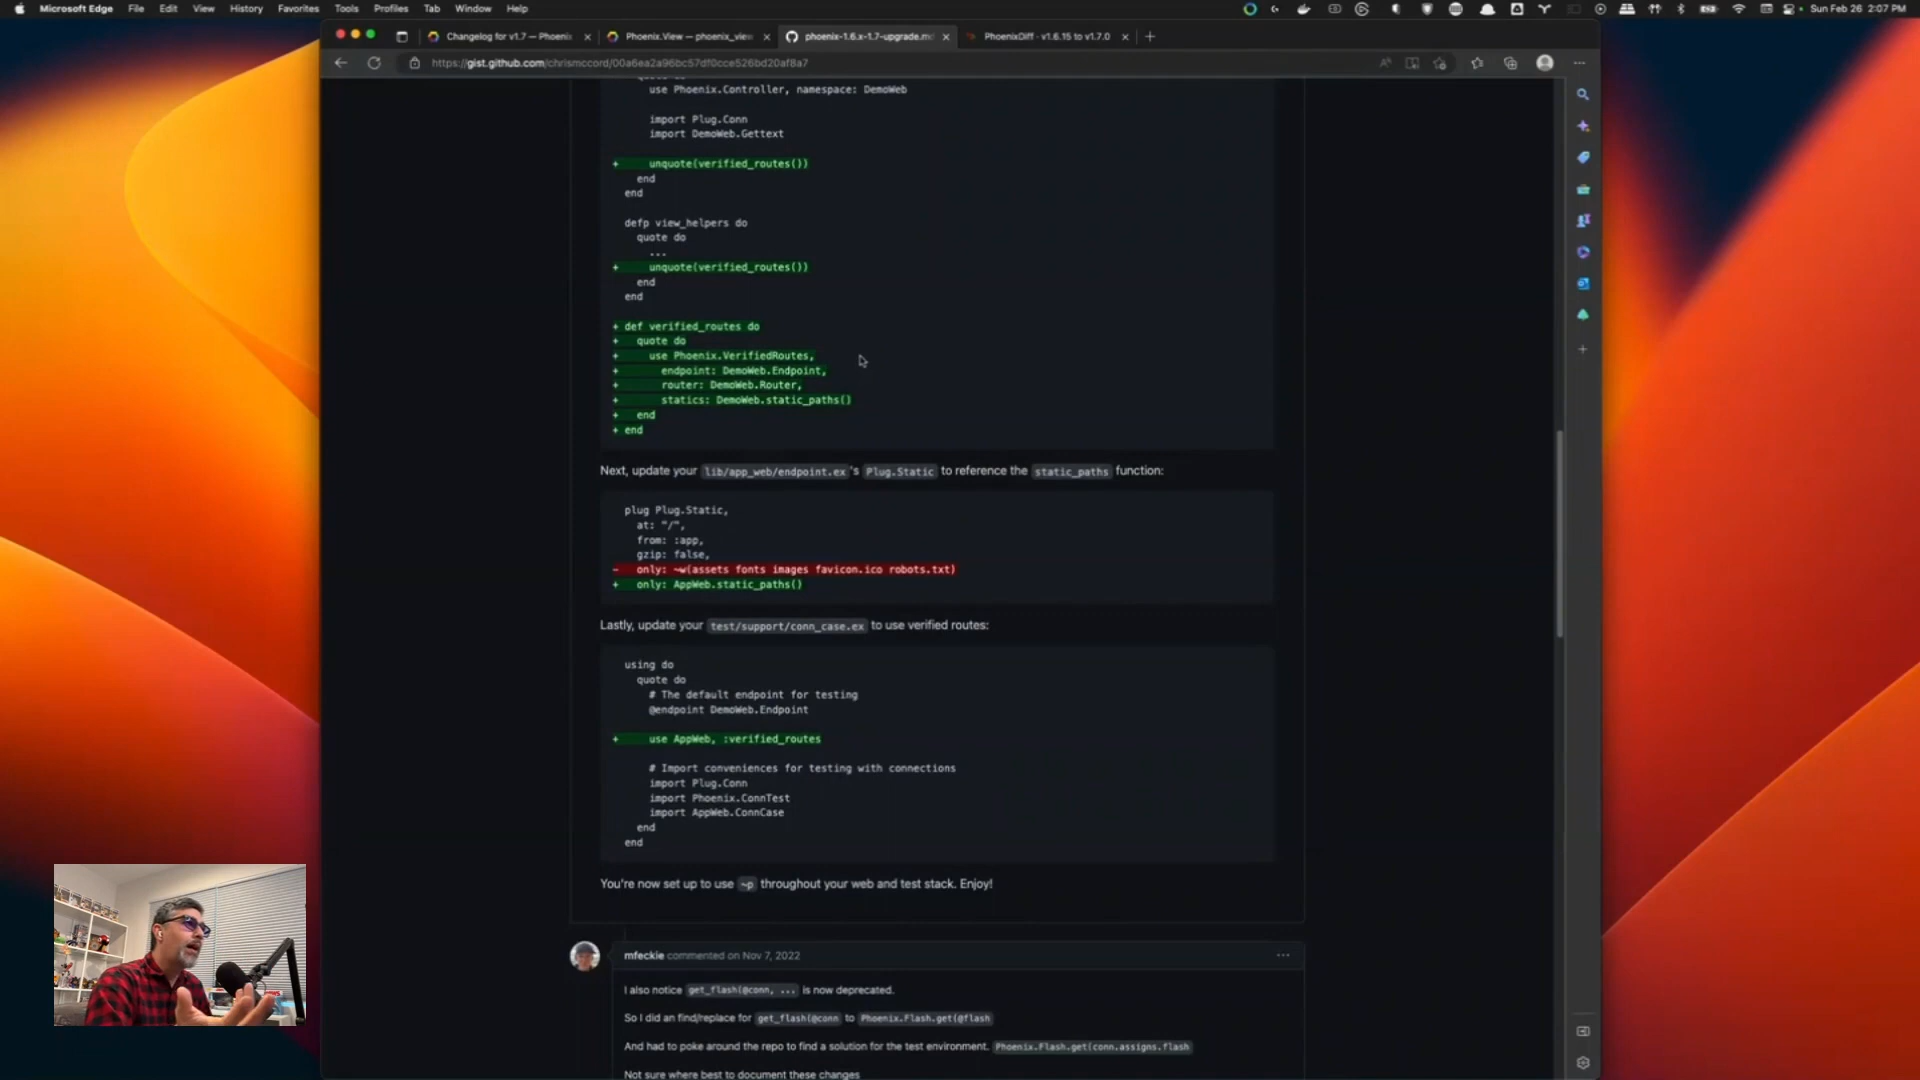 Microsoft Edge File Edit View History Favorites Tools Profiles Tab Window Help Sun Feb 26 2:07 PM
Changelog for v1.7 — Phoenix Phoenix.View — phoenix_view phoenix-1.6.x-1.7-upgrade.md PhoenixDiff · v1.6.15 to v1.7.0
https://gist.github.com/chrismccord/00a6ea2a96bc57df0cce526bd20af8a7
quote do
use Phoenix.Controller, namespace: DemoWeb
import Plug.Conn
import DemoWeb.Gettext
+ unquote(verified_routes())
end
end
defp view_helpers do
quote do
...
+ unquote(verified_routes())
end
end
+ def verified_routes do
+ quote do
+ use Phoenix.VerifiedRoutes,
+ endpoint: DemoWeb.Endpoint,
+ router: DemoWeb.Router,
+ statics: DemoWeb.static_paths()
+ end
+ end
Next, update your lib/app_web/endpoint.ex's Plug.Static to reference the static_paths function:
plug Plug.Static,
at: "/",
from: :app,
gzip: false,
- only: ~w(assets fonts images favicon.ico robots.txt)
+ only: AppWeb.static_paths()
Lastly, update your test/support/conn_case.ex to use verified routes:
using do
quote do
# The default endpoint for testing
@endpoint DemoWeb.Endpoint
+ use AppWeb, :verified_routes
# Import conveniences for testing with connections
import Plug.Conn
import Phoenix.ConnTest
import AppWeb.ConnCase
end
end
You're now set up to use ~p throughout your web and test stack. Enjoy!
mfeckie commented on Nov 7, 2022
I also notice get_flash(@conn, ... is now deprecated.
So I did an find/replace for get_flash(@conn to Phoenix.Flash.get(@flash
And had to poke around the repo to find a solution for the test environment. Phoenix.Flash.get(conn.assigns.flash
Not sure where best to document these changes